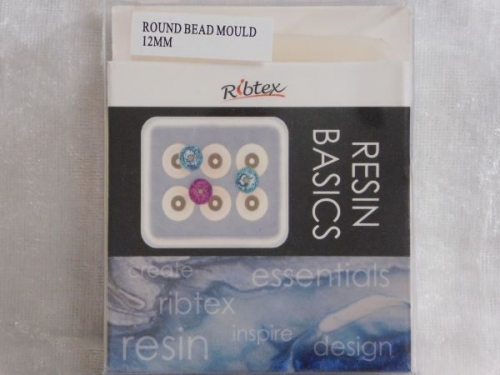 ROUND BEAD MOULD
12MM
Ribtex
RESIN
BASICS
create
essentials
ribtex
inspire
resin
design